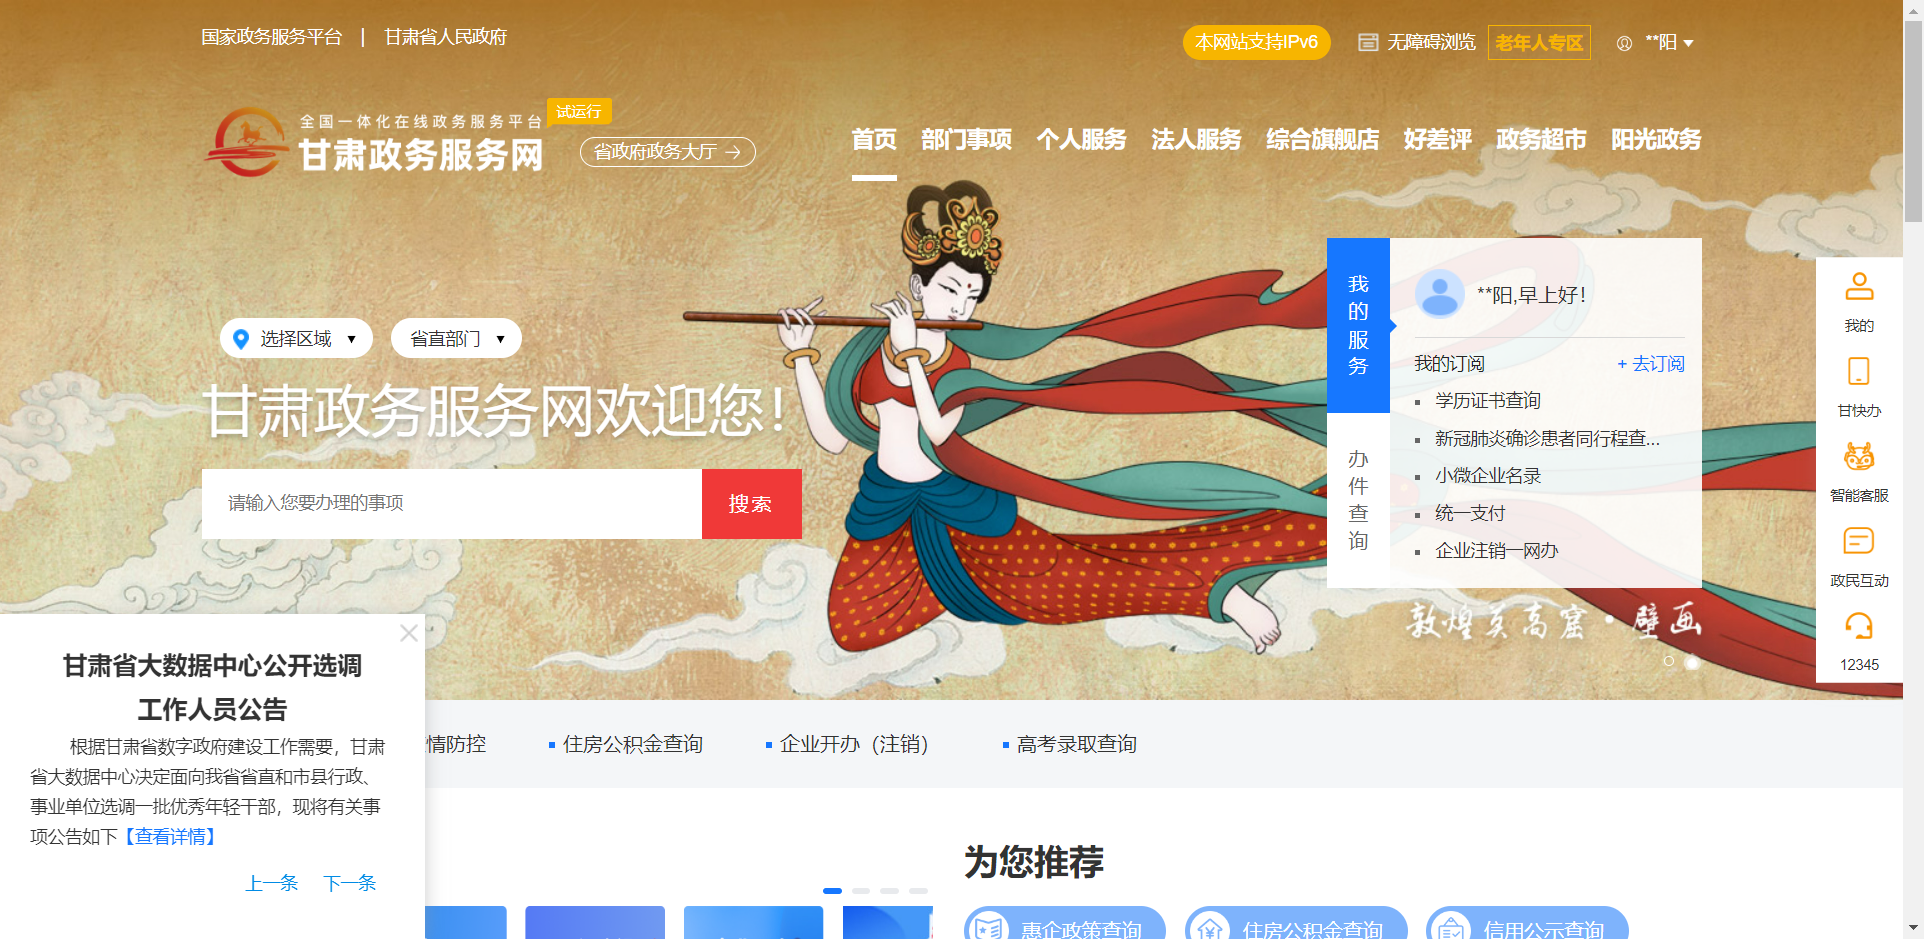 国家政务服务平台 | 甘肃省人民政府
本网站支持IPv6
无障碍浏览
老年人专区
**阳
全国一体化在线政务服务平台
试运行
甘肃政务服务网
省政府政务大厅
首页 部门事项 个人服务 法人服务 综合旗舰店 好差评 政务超市 阳光政务
选择区域
省直部门
甘肃政务服务网欢迎您!
请输入您要办理的事项
搜索
我的服务
办件查询
**阳,早上好!
我的订阅
+ 去订阅
学历证书查询
新冠肺炎确诊患者同行程查...
小微企业名录
统一支付
企业注销一网办
敦煌莫高窟·壁画
我的
甘快办
智能客服
政民互动
12345
甘肃省大数据中心公开选调
工作人员公告
根据甘肃省数字政府建设工作需要，甘肃
省大数据中心决定面向我省省直和市县行政、
事业单位选调一批优秀年轻干部，现将有关事
项公告如下【查看详情】
上一条 下一条
情防控
住房公积金查询
企业开办（注销）
高考录取查询
为您推荐
惠企政策查询
住房公积金查询
信用公示查询